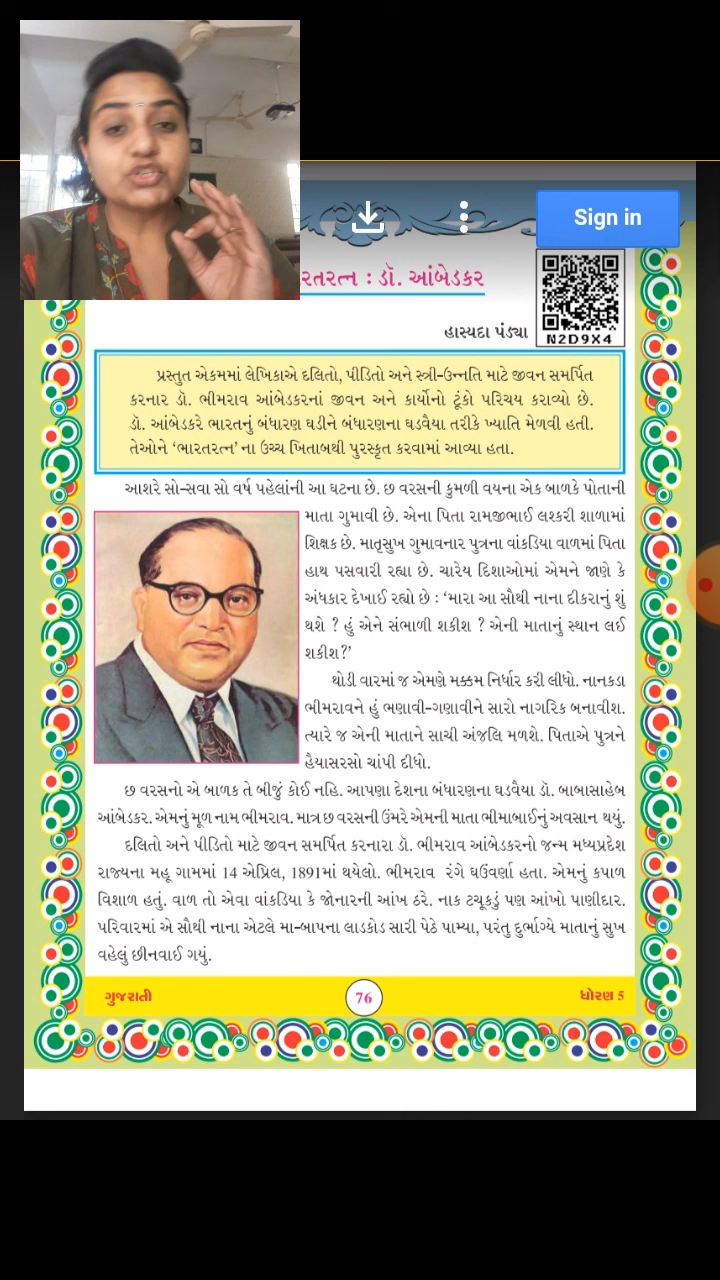 Sign in
રતરત્ન : ડૉ. આંબેડકર
N2D9X4
હાસ્યદા પંડ્યા
પ્રસ્તુત એકમમાં લેખિકાએ દલિતો, પીડિતો અને સ્ત્રી-ઉન્નતિ માટે જીવન સમર્પિત
કરનાર ડૉ. ભીમરાવ આંબેડકરનાં જીવન અને કાર્યોનો ટૂંકો પરિચય કરાવ્યો છે.
ડૉ. આંબેડકરે ભારતનું બંધારણ ઘડીને બંધારણના ઘડવૈયા તરીકે ખ્યાતિ મેળવી હતી.
તેઓને ‘ભારતરત્ન’ ના ઉચ્ચ ખિતાબથી પુરસ્કૃત કરવામાં આવ્યા હતા.
આશરે સો-સવા સો વર્ષ પહેલાંની આ ઘટના છે. છ વરસની કુમળી વયના એક બાળકે પોતાની
માતા ગુમાવી છે. એના પિતા રામજીભાઈ લશ્કરી શાળામાં
શિક્ષક છે. માતૃસુખ ગુમાવનાર પુત્રના વાંકડિયા વાળમાં પિતા
હાથ પસવારી રહ્યા છે. ચારેય દિશાઓમાં એમને જાણે કે
અંધકાર દેખાઈ રહ્યો છે : ‘મારા આ સૌથી નાના દીકરાનું શું
થશે ? હું એને સંભાળી શકીશ ? એની માતાનું સ્થાન લઈ
શકીશ?’
થોડી વારમાં જ એમણે મક્કમ નિર્ધાર કરી લીધો. નાનકડા
ભીમરાવને હું ભણાવી-ગણાવીને સારો નાગરિક બનાવીશ.
ત્યારે જ એની માતાને સાચી અંજલિ મળશે. પિતાએ પુત્રને
હૈયાસરસો ચાંપી દીધો.
છ વરસનો એ બાળક તે બીજું કોઈ નહિ. આપણા દેશના બંધારણના ઘડવૈયા ડૉ. બાબાસાહેબ
આંબેડકર. એમનું મૂળ નામ ભીમરાવ. માત્ર છ વરસની ઉંમરે એમની માતા ભીમાબાઈનું અવસાન થયું.
દલિતો અને પીડિતો માટે જીવન સમર્પિત કરનારા ડૉ. ભીમરાવ આંબેડકરનો જન્મ મધ્યપ્રદેશ
રાજ્યના મહૂ ગામમાં 14 એપ્રિલ, 1891માં થયેલો. ભીમરાવ રંગે ઘઉંવર્ણા હતા. એમનું કપાળ
વિશાળ હતું. વાળ તો એવા વાંકડિયા કે જોનારની આંખ ઠરે. નાક ટચૂકડું પણ આંખો પાણીદાર.
પરિવારમાં એ સૌથી નાના એટલે મા-બાપના લાડકોડ સારી પેઠે પામ્યા, પરંતુ દુર્ભાગ્યે માતાનું સુખ
વહેલું છીનવાઈ ગયું.
ગુજરાતી
76
ધોરણ 5